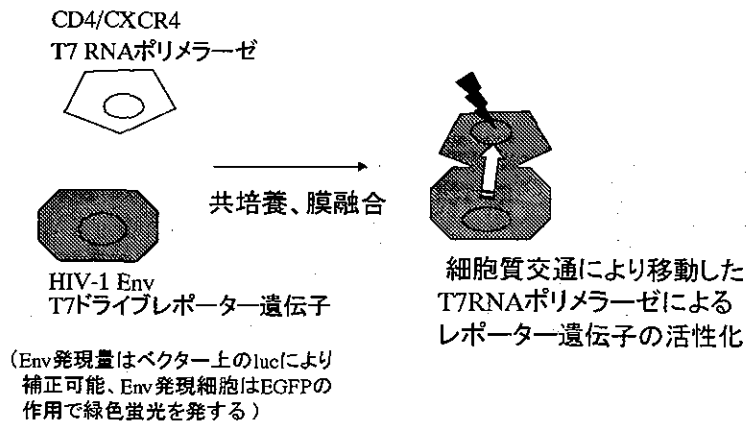 CD4/CXCR4
T7 RNAポリメラーゼ
共培養、膜融合
HIV-1 Env
T7ドライブレポーター遺伝子
(Env発現量はベクター上のlucにより
補正可能、Env発現細胞はEGFPの
作用で緑色蛍光を発する)
細胞質交通により移動した
T7RNAポリメラーゼによる
レポーター遺伝子の活性化